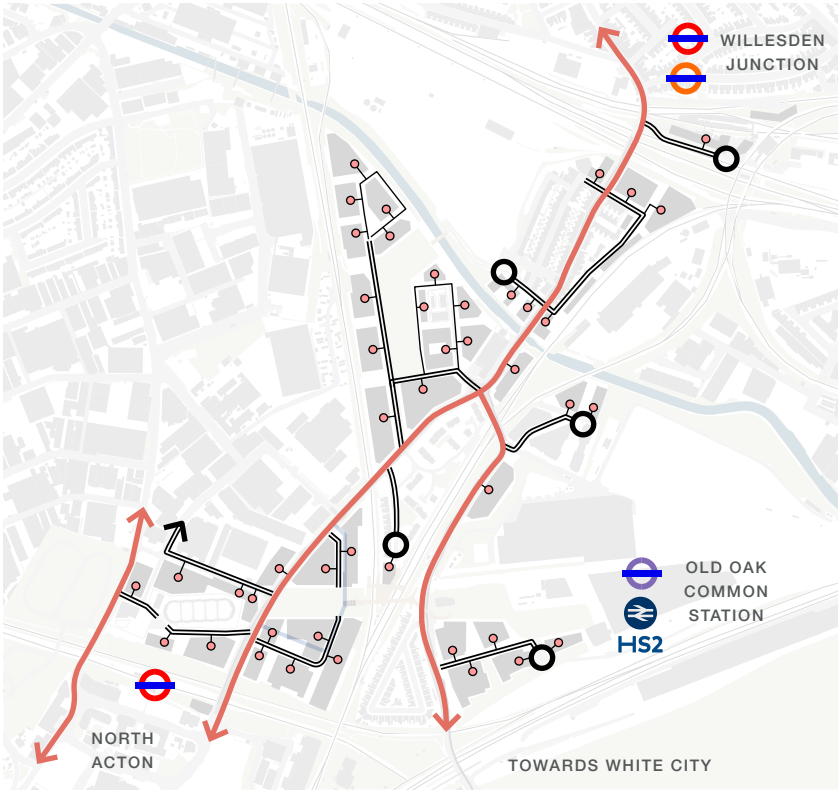 WILLESDEN
JUNCTION
OLD OAK
COMMON
STATION
HS2
NORTH
ACTON
TOWARDS WHITE CITY